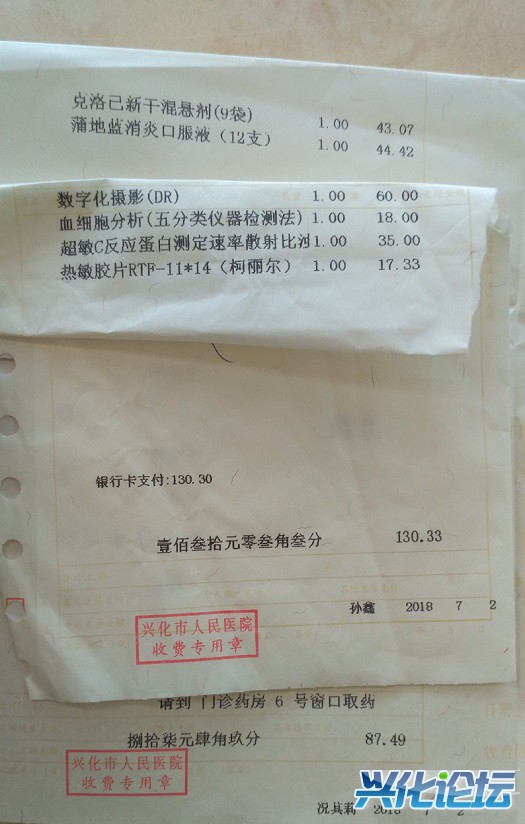 克洛己新干混悬剂(9袋) 1.00 43.07
蒲地蓝消炎口服液（12支） 1.00 44.42
数字化摄影(DR) 1.00 60.00
血细胞分析(五分类仪器检测法) 1.00 18.00
超敏C反应蛋白测定速率散射比浊 1.00 35.00
热敏胶片RTF-11*14（柯丽尔） 1.00 17.33
银行卡支付:130.30
壹佰叁拾元零叁角叁分 130.33
孙鑫 2018 7 2
兴化市人民医院
收费专用章
请到 门诊药房 6 号窗口取药
捌拾柒元肆角玖分 87.49
兴化市人民医院
收费专用章
兴化论坛
况其莉 2018 7 2